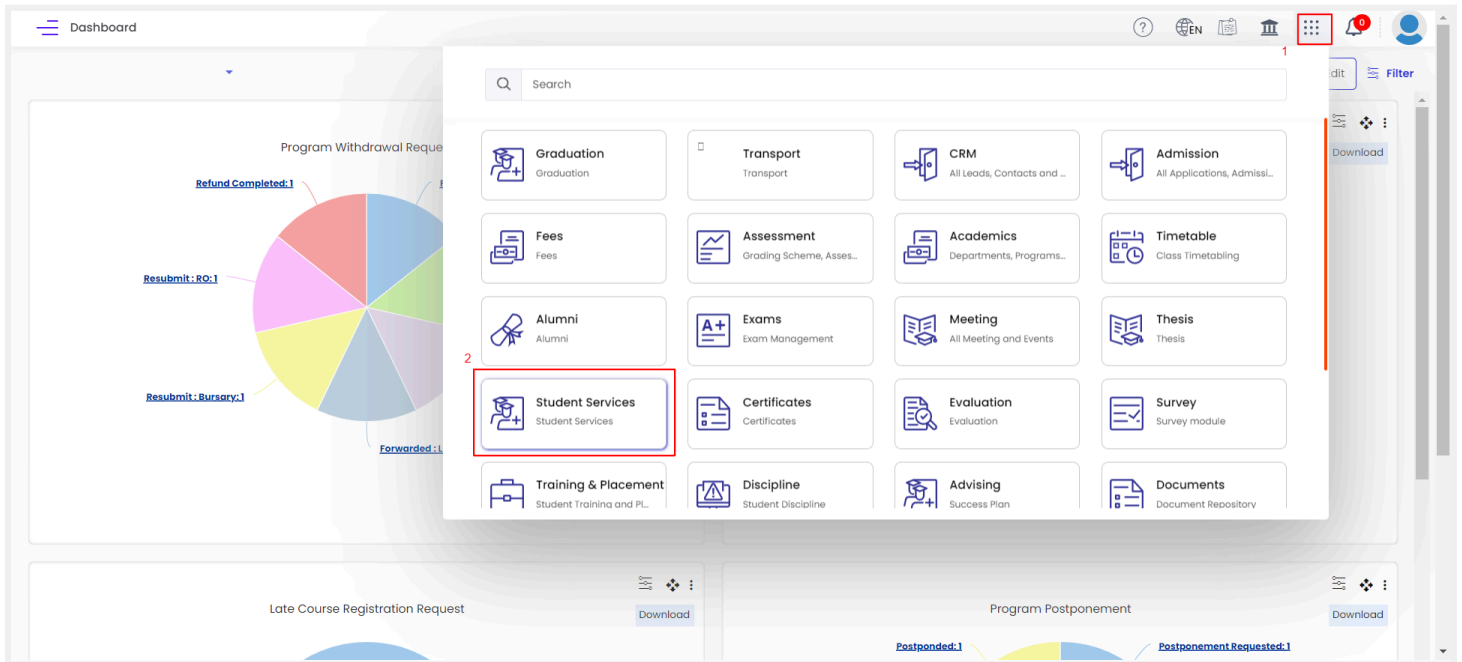 Dashboard
EN
0
1
Search
dit
Filter
Program Withdrawal Reque
Download
Refund Completed: 1
Resubmit : RO: 1
Resubmit : Bursary: 1
Forwarded : L
Graduation
Graduation
Transport
Transport
CRM
All Leads, Contacts and ...
Admission
All Applications, Admissi...
Fees
Fees
Assessment
Grading Scheme, Asses...
Academics
Departments, Programs...
Timetable
Class Timetabling
Alumni
Alumni
Exams
Exam Management
Meeting
All Meeting and Events
Thesis
Thesis
2
Student Services
Student Services
Certificates
Certificates
Evaluation
Evaluation
Survey
Survey module
Training & Placement
Student Training and Pl...
Discipline
Student Discipline
Advising
Success Plan
Documents
Document Repository
Late Course Registration Request
Download
Program Postponement
Download
Postponded: 1
Postponement Requested: 1